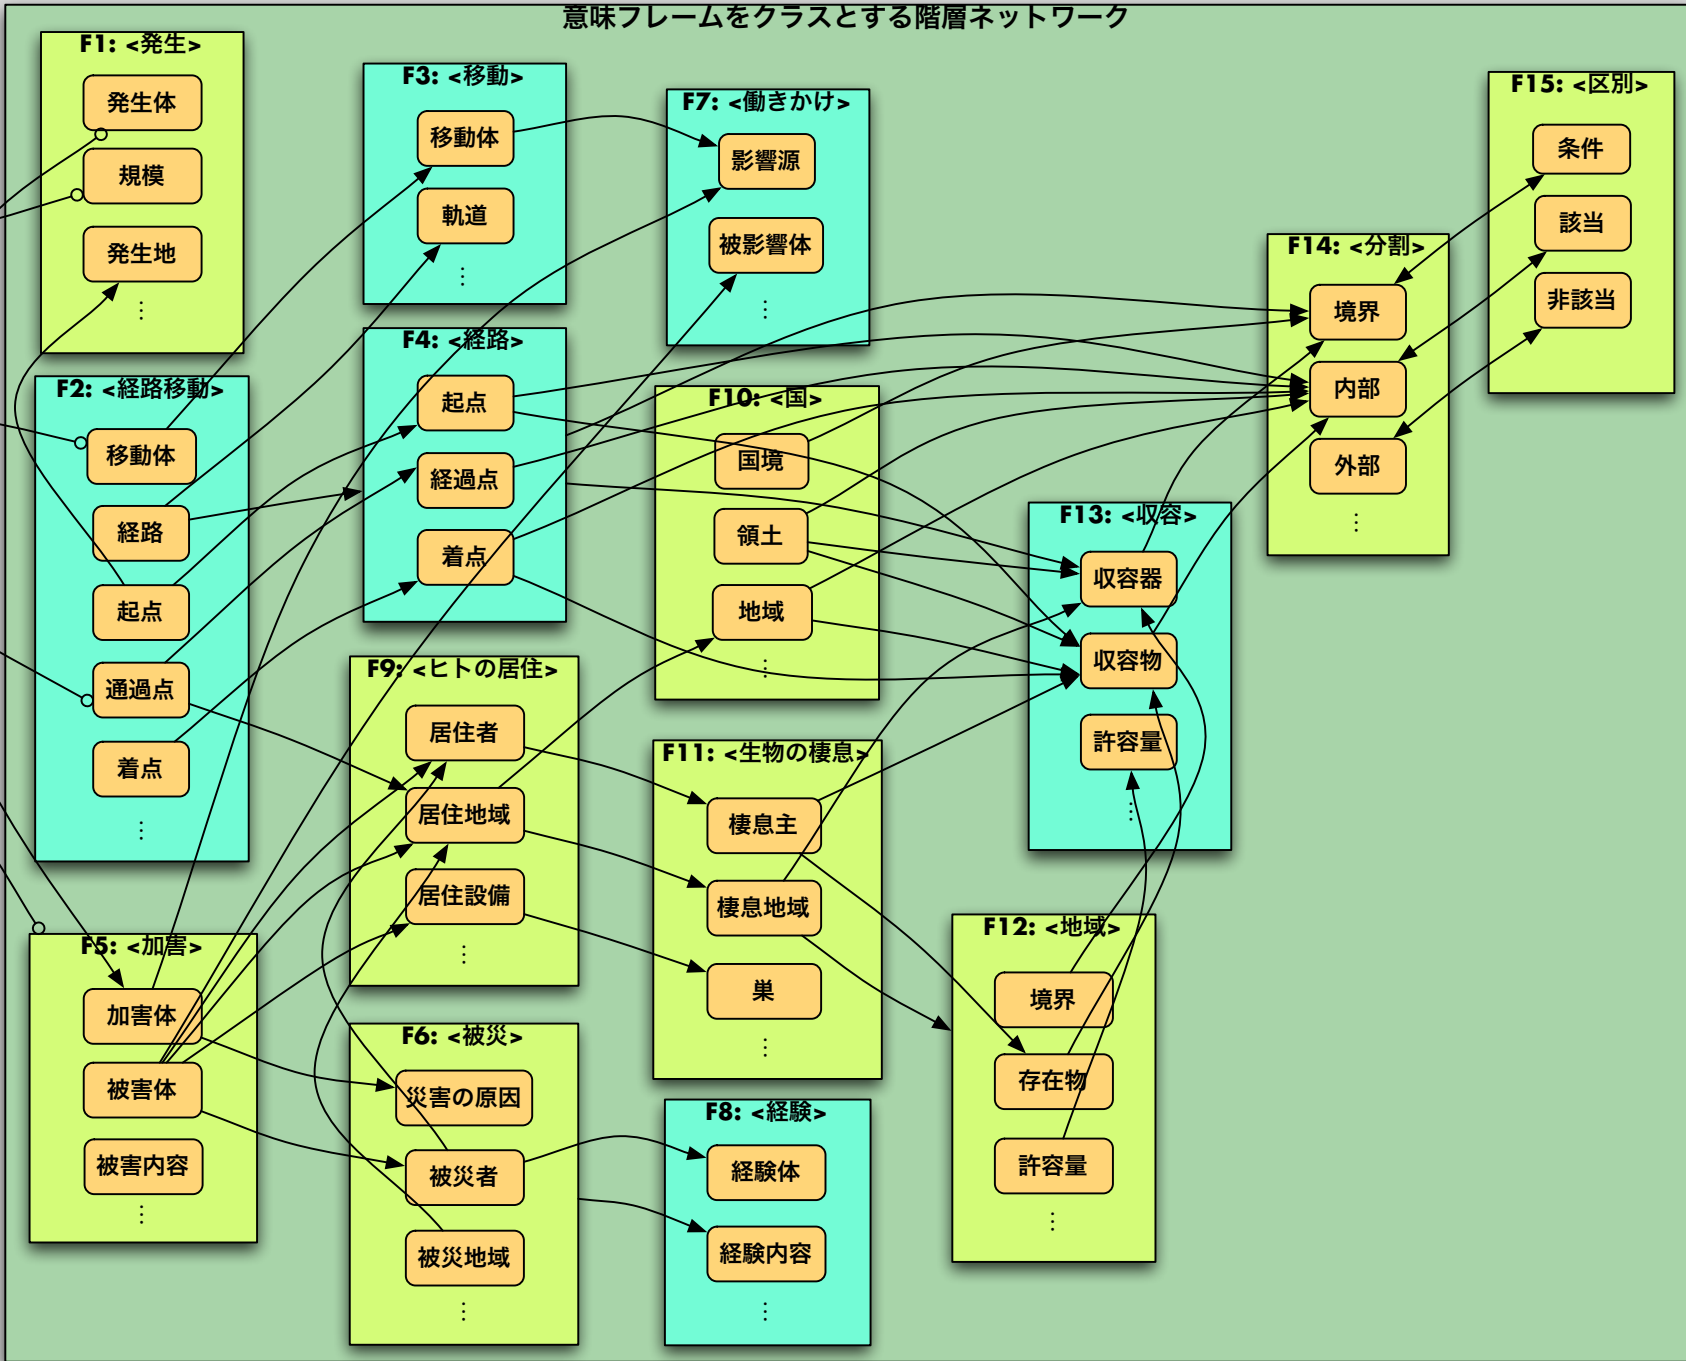 意味フレームをクラスとする階層ネットワーク
F1: <発生>
発生体
規模
発生地
⋮
F2: <経路移動>
移動体
経路
起点
通過点
着点
⋮
F3: <移動>
移動体
軌道
⋮
F4: <経路>
起点
経過点
着点
F5: <加害>
加害体
被害体
被害内容
⋮
F6: <被災>
災害の原因
被災者
被災地域
⋮
F7: <働きかけ>
影響源
被影響体
⋮
F8: <経験>
経験体
経験内容
⋮
F9: <ヒトの居住>
居住者
居住地域
居住設備
⋮
F10: <国>
国境
領土
地域
⋮
F11: <生物の棲息>
棲息主
棲息地域
巣
⋮
F12: <地域>
境界
存在物
許容量
⋮
F13: <収容>
収容器
収容物
許容量
⋮
F14: <分割>
境界
内部
外部
⋮
F15: <区別>
条件
該当
非該当